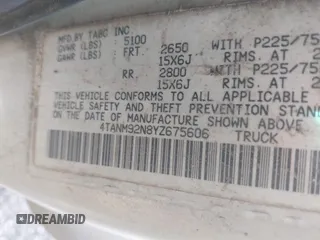 MFD BY TABC INC
GVWR (LBS) 5100
GAWR (LBS) FRT. 2650 WITH P225/75
15X6J RIMS. AT 2
RR 2800 WITH P225/75
15X6J RIMS. AT 2
THIS VEHICLE CONFORMS TO ALL APPLICABLE
VEHICLE SAFETY AND THEFT PREVENTION STAN
ON THE DATE OF MANUFACTURE SHOWN ABOVE
4TANM92N8YZ675606 TRUCK
DREAMBID